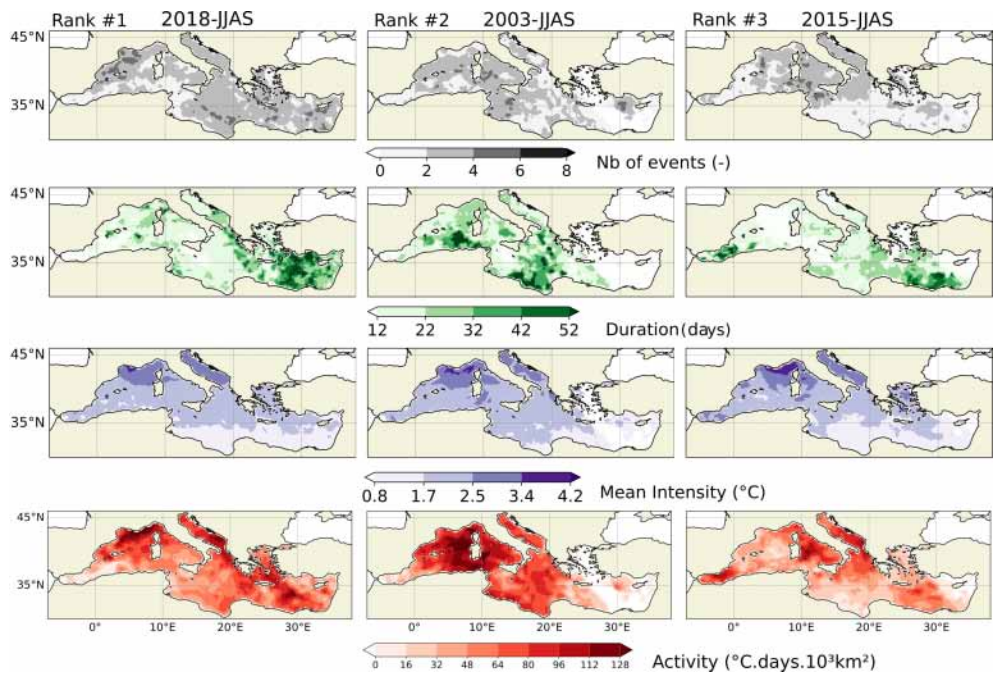 Rank #1 2018-JJAS Rank #2 2003-JJAS Rank #3 2015-JJAS
45°N
35°N
0 2 4 6 8 Nb of events (-)
45°N
35°N
12 22 32 42 52 Duration(days)
45°N
35°N
0.8 1.7 2.5 3.4 4.2 Mean Intensity (°C)
45°N
35°N
0° 10°E 20°E 30°E 0° 10°E 20°E 30°E 0° 10°E 20°E 30°E
0 16 32 48 64 80 96 112 128 Activity (°C.days.10³km²)